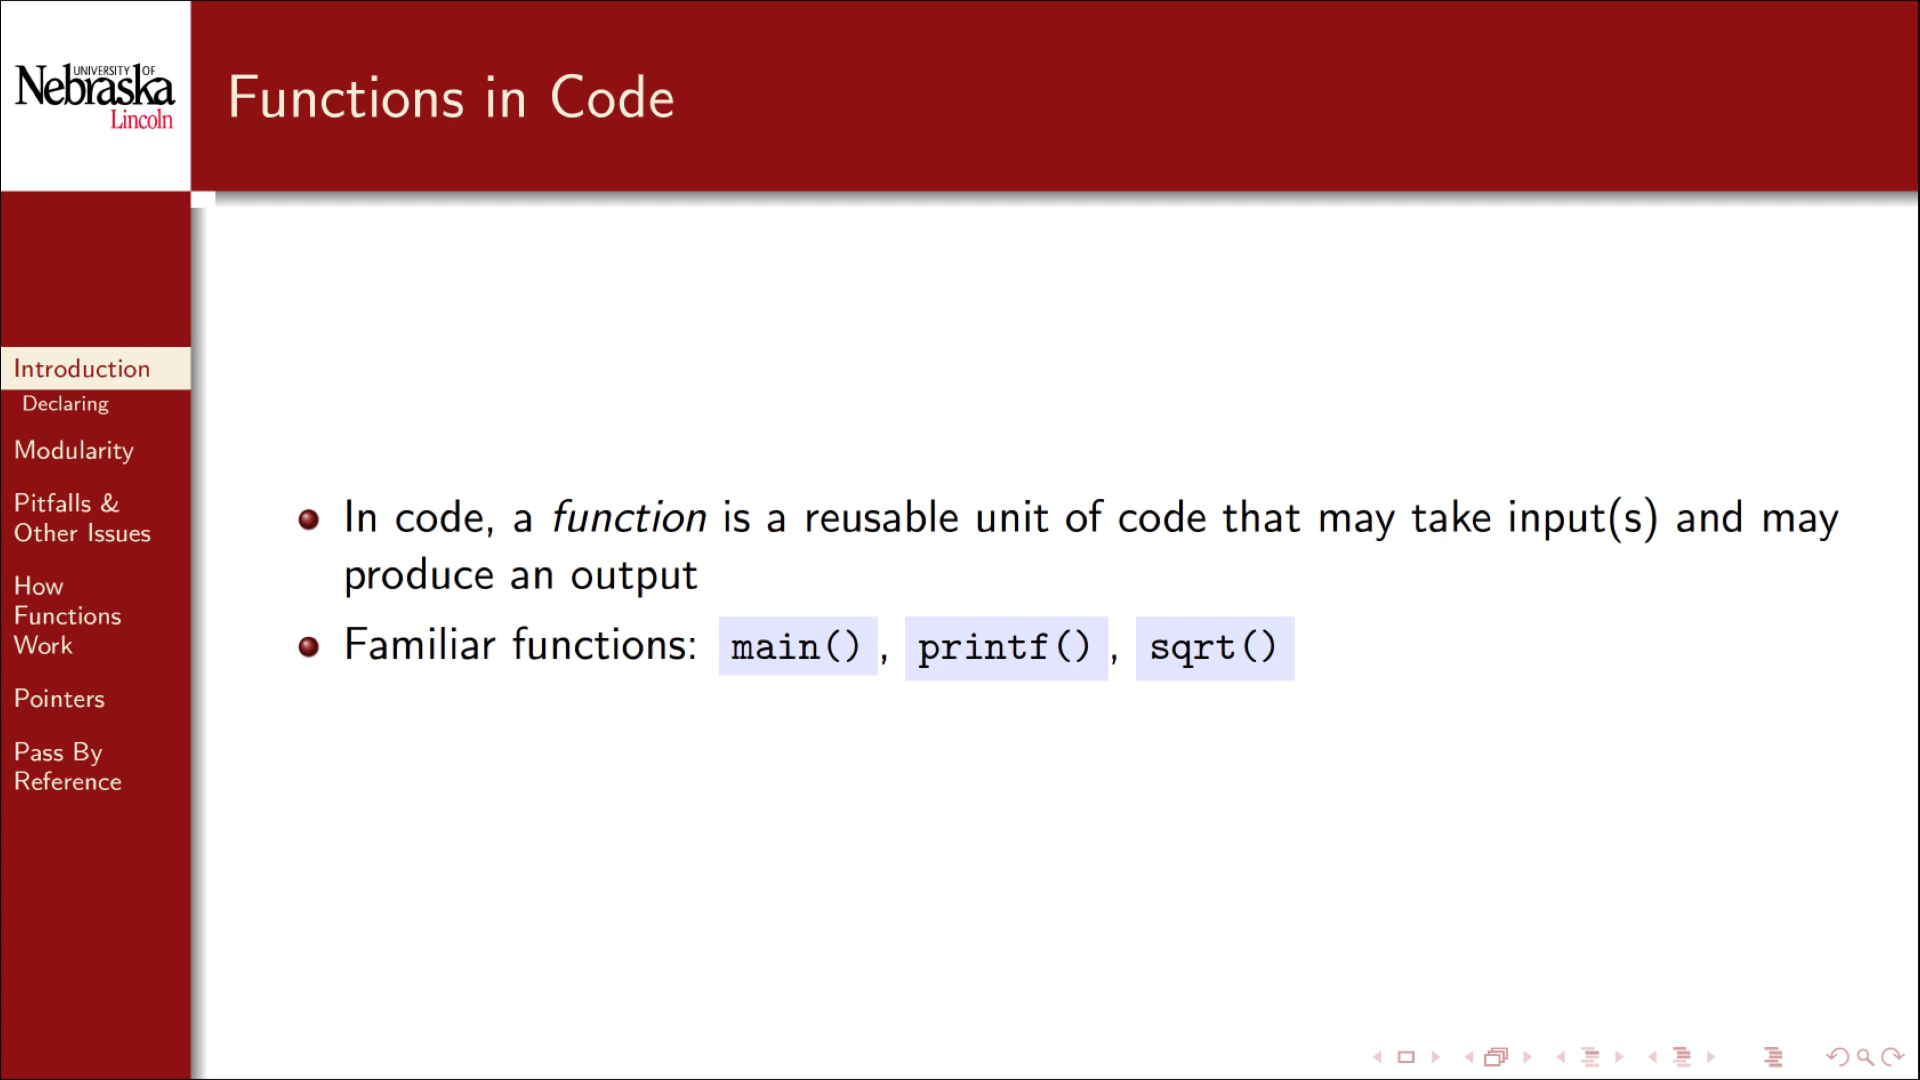 UNIVERSITY OF
Nebraska
Lincoln
Functions in Code
Introduction
Declaring
Modularity
Pitfalls &
Other Issues
How
Functions
Work
Pointers
Pass By
Reference
In code, a function is a reusable unit of code that may take input(s) and may
produce an output
Familiar functions: main(), printf(), sqrt()